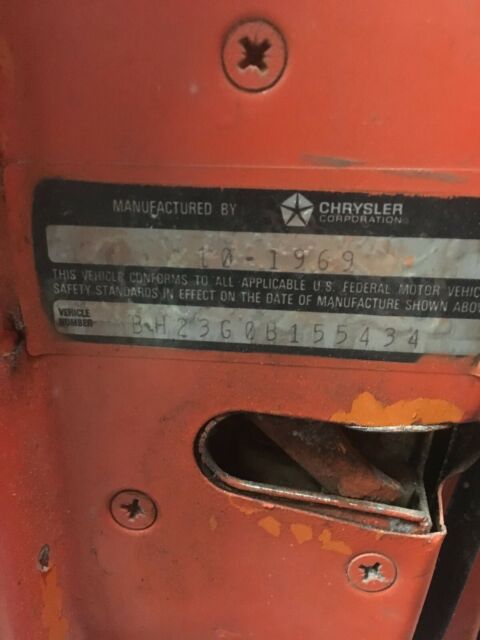 MANUFACTURED BY CHRYSLER CORPORATION
10-1969
THIS VEHICLE CONFORMS TO ALL APPLICABLE U.S. FEDERAL MOTOR VEHIC
SAFETY STANDARDS IN EFFECT ON THE DATE OF MANUFACTURE SHOWN ABO
VEHICLE NUMBER BH23G0B155434